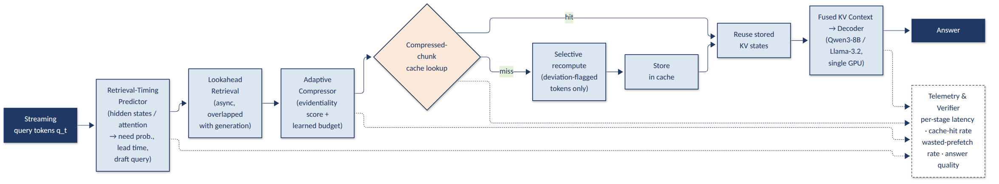 Streaming
query tokens q_t
Retrieval-Timing
Predictor
(hidden states /
attention
→ need prob.,
lead time,
draft query)
Lookahead
Retrieval
(async,
overlapped
with generation)
Adaptive
Compressor
(evidentiality
score +
learned budget)
Compressed-
chunk
cache lookup
hit
miss
Selective
recompute
(deviation-flagged
tokens only)
Store
in cache
Reuse stored
KV states
Fused KV Context
→ Decoder
(Qwen3-8B /
Llama-3.2,
single GPU)
Answer
Telemetry &
Verifier
per-stage latency
· cache-hit rate
wasted-prefetch
rate · answer
quality